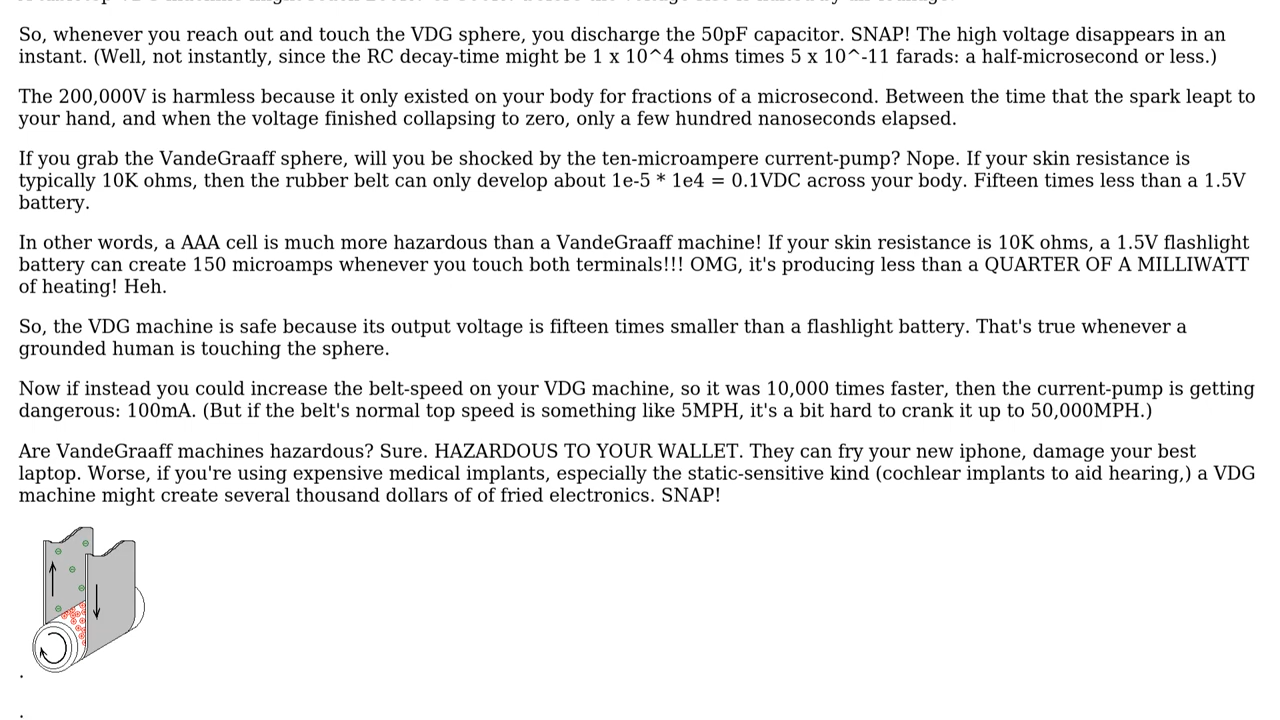 So, whenever you reach out and touch the VDG sphere, you discharge the 50pF capacitor. SNAP! The high voltage disappears in an
instant. (Well, not instantly, since the RC decay-time might be 1 x 10^4 ohms times 5 x 10^-11 farads: a half-microsecond or less.)
The 200,000V is harmless because it only existed on your body for fractions of a microsecond. Between the time that the spark leapt to
your hand, and when the voltage finished collapsing to zero, only a few hundred nanoseconds elapsed.
If you grab the VandeGraaff sphere, will you be shocked by the ten-microampere current-pump? Nope. If your skin resistance is
typically 10K ohms, then the rubber belt can only develop about 1e-5 * 1e4 = 0.1VDC across your body. Fifteen times less than a 1.5V
battery.
In other words, a AAA cell is much more hazardous than a VandeGraaff machine! If your skin resistance is 10K ohms, a 1.5V flashlight
battery can create 150 microamps whenever you touch both terminals!!! OMG, it's producing less than a QUARTER OF A MILLIWATT
of heating! Heh.
So, the VDG machine is safe because its output voltage is fifteen times smaller than a flashlight battery. That's true whenever a
grounded human is touching the sphere.
Now if instead you could increase the belt-speed on your VDG machine, so it was 10,000 times faster, then the current-pump is getting
dangerous: 100mA. (But if the belt's normal top speed is something like 5MPH, it's a bit hard to crank it up to 50,000MPH.)
Are VandeGraaff machines hazardous? Sure. HAZARDOUS TO YOUR WALLET. They can fry your new iphone, damage your best
laptop. Worse, if you're using expensive medical implants, especially the static-sensitive kind (cochlear implants to aid hearing,) a VDG
machine might create several thousand dollars of of fried electronics. SNAP!
.
.